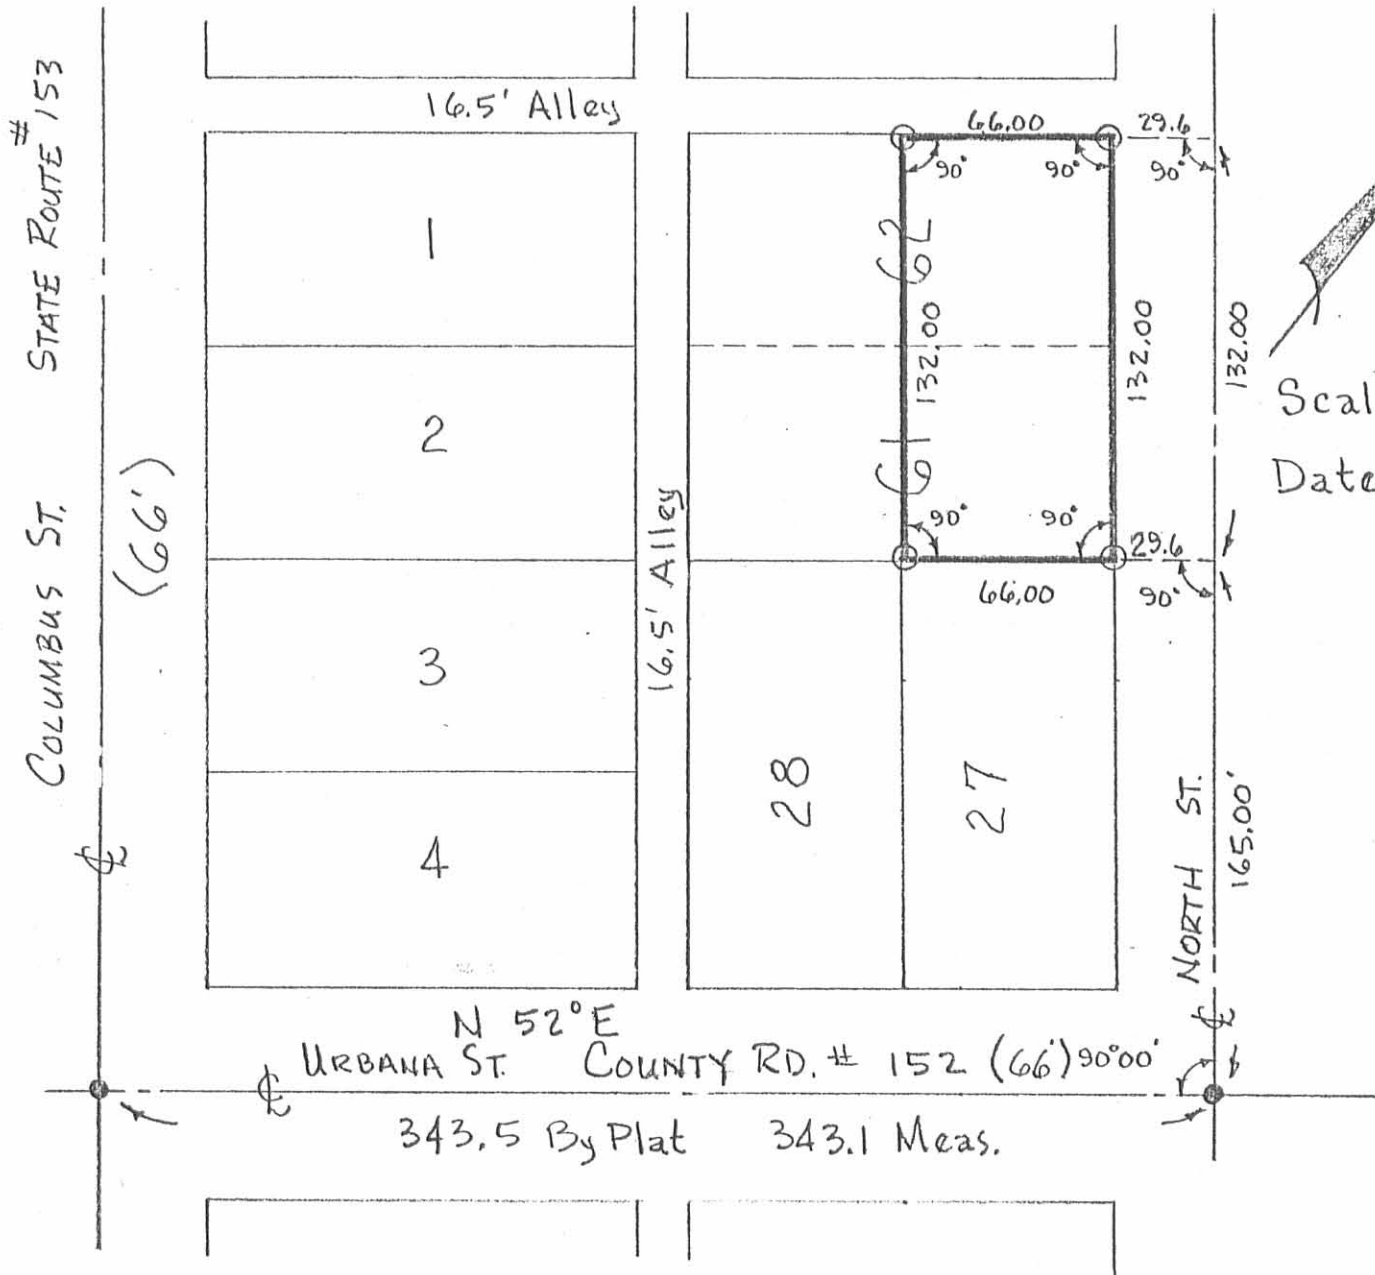 STATE ROUTE # 153
COLUMBUS ST.
(66')
16.5' Alley
16.5' Alley
1
2
3
4
66.00
29.6
90°
90°
90°
62
132.00
61
132.00
132.00
90°
90°
29.6
66.00
90°
28
27
NORTH ST.
165.00'
Scal
Date
N 52° E
URBANA ST. COUNTY RD. # 152 (66') 90°00'
343.5 By Plat 343.1 Meas.